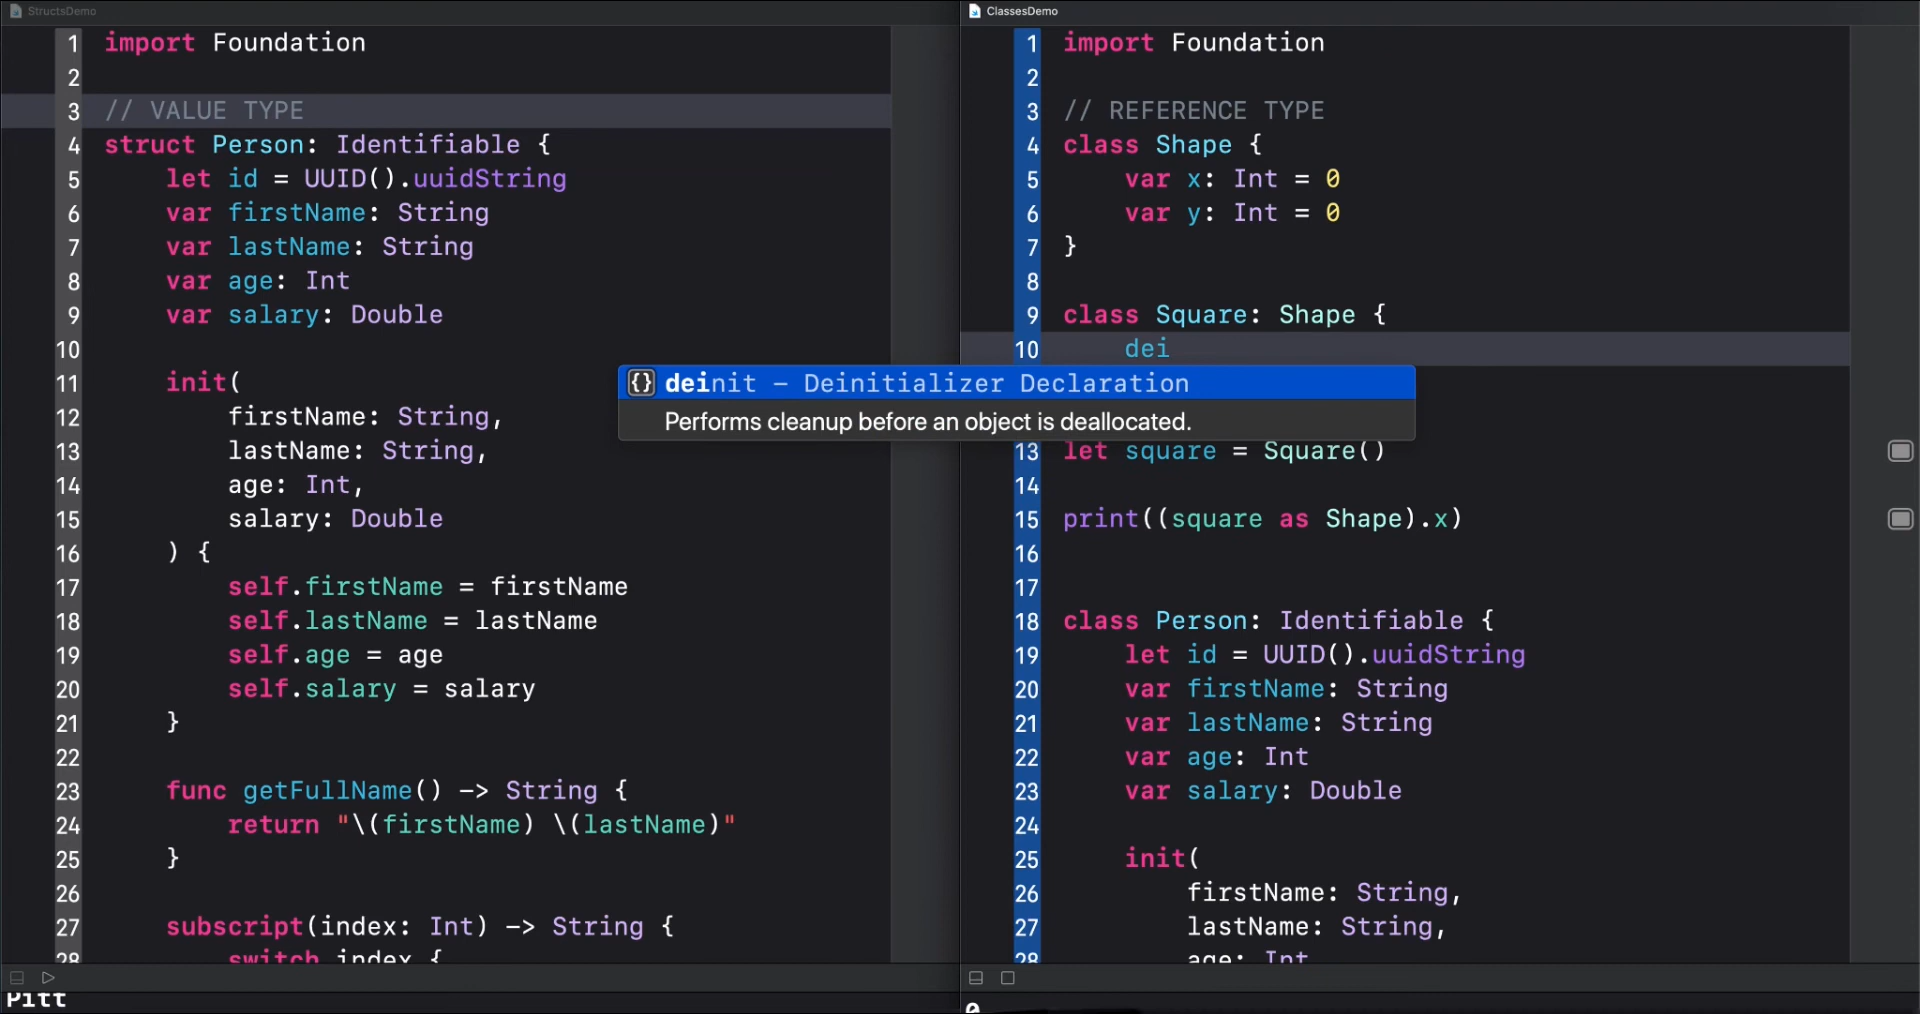 StructsDemo
1 import Foundation
2
3 // VALUE TYPE
4 struct Person: Identifiable {
5 let id = UUID().uuidString
6 var firstName: String
7 var lastName: String
8 var age: Int
9 var salary: Double
10
11 init(
12 firstName: String,
13 lastName: String,
14 age: Int,
15 salary: Double
16 ) {
17 self.firstName = firstName
18 self.lastName = lastName
19 self.age = age
20 self.salary = salary
21 }
22
23 func getFullName() -> String {
24 return "\(firstName) \(lastName)"
25 }
26
27 subscript(index: Int) -> String {
28 switch index {
Pitt
ClassesDemo
1 import Foundation
2
3 // REFERENCE TYPE
4 class Shape {
5 var x: Int = 0
6 var y: Int = 0
7 }
8
9 class Square: Shape {
10 dei
{} deinit – Deinitializer Declaration
Performs cleanup before an object is deallocated.
13 let square = Square()
14
15 print((square as Shape).x)
16
17
18 class Person: Identifiable {
19 let id = UUID().uuidString
20 var firstName: String
21 var lastName: String
22 var age: Int
23 var salary: Double
24
25 init(
26 firstName: String,
27 lastName: String,
28 age: Int